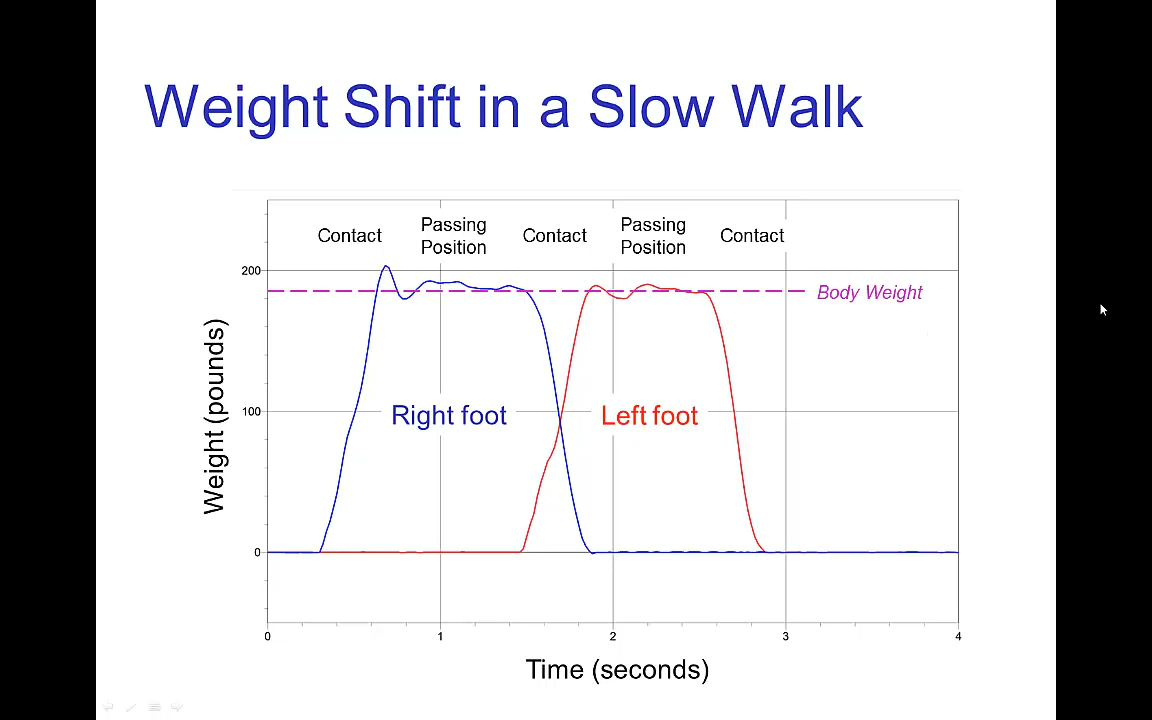 Weight Shift in a Slow Walk
Contact
Passing
Position
Contact
Passing
Position
Contact
200
Body Weight
Weight (pounds)
100
Right foot
Left foot
0
0
1
2
3
4
Time (seconds)